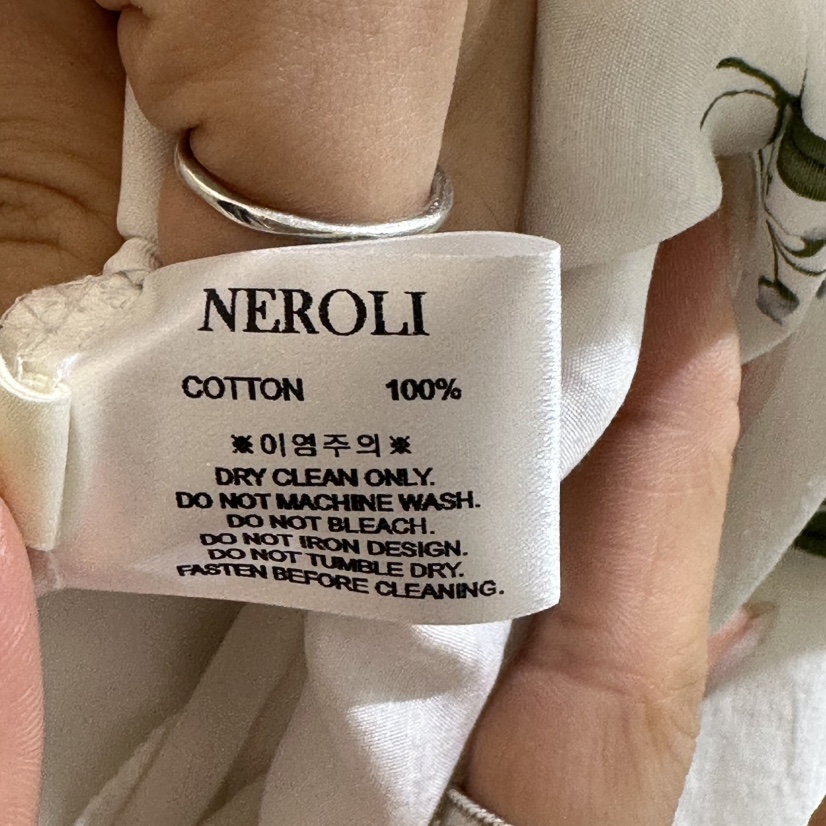 NEROLI
COTTON 100%
※이염주의※
DRY CLEAN ONLY.
DO NOT MACHINE WASH.
DO NOT BLEACH.
DO NOT IRON DESIGN.
DO NOT TUMBLE DRY.
FASTEN BEFORE CLEANING.